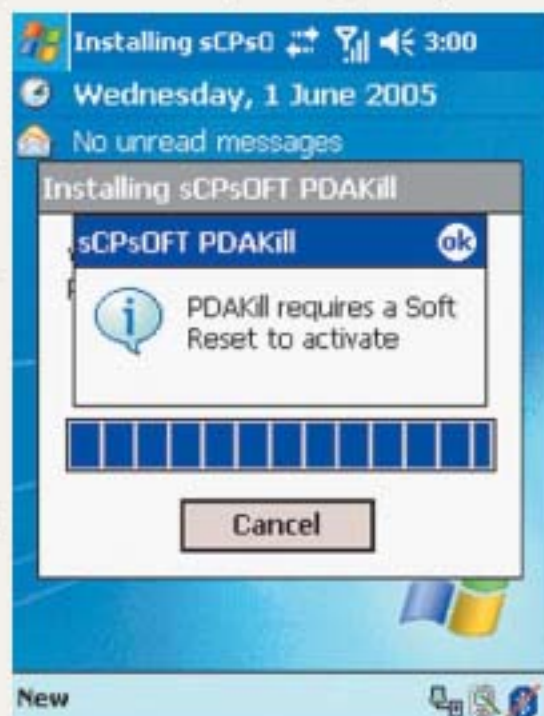 Installing sCPsO 3:00
Wednesday, 1 June 2005
No unread messages
Installing sCPsOFT PDAKill
sCPsOFT PDAKill ok
PDAKill requires a Soft
Reset to activate
Cancel
New